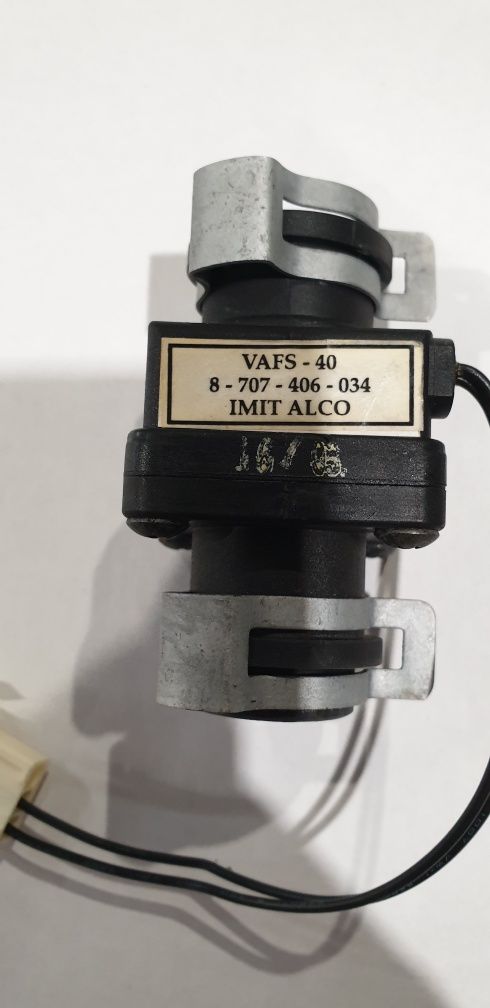 VAFS - 40
8 - 707 - 406 - 034
IMIT ALCO